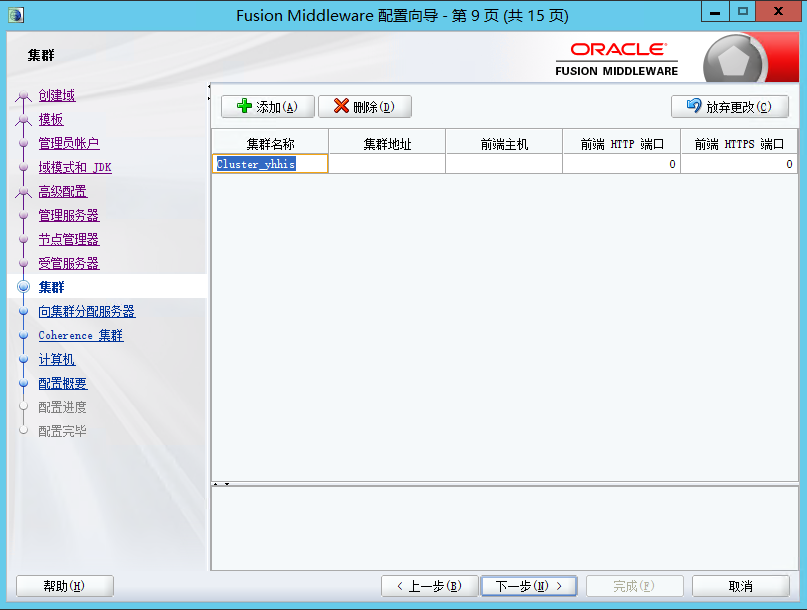 Fusion Middleware 配置向导 - 第 9 页 (共 15 页)
集群
ORACLE
FUSION MIDDLEWARE
创建域
模板
管理员帐户
域模式和 JDK
高级配置
管理服务器
节点管理器
受管服务器
集群
向集群分配服务器
Coherence 集群
计算机
配置概要
配置进度
配置完毕
添加(A) 删除(D) 放弃更改(C)
集群名称 集群地址 前端主机 前端 HTTP 端口 前端 HTTPS 端口
Cluster_yhhis 0 0
帮助(H) < 上一步(B) 下一步(N) > 完成(F) 取消